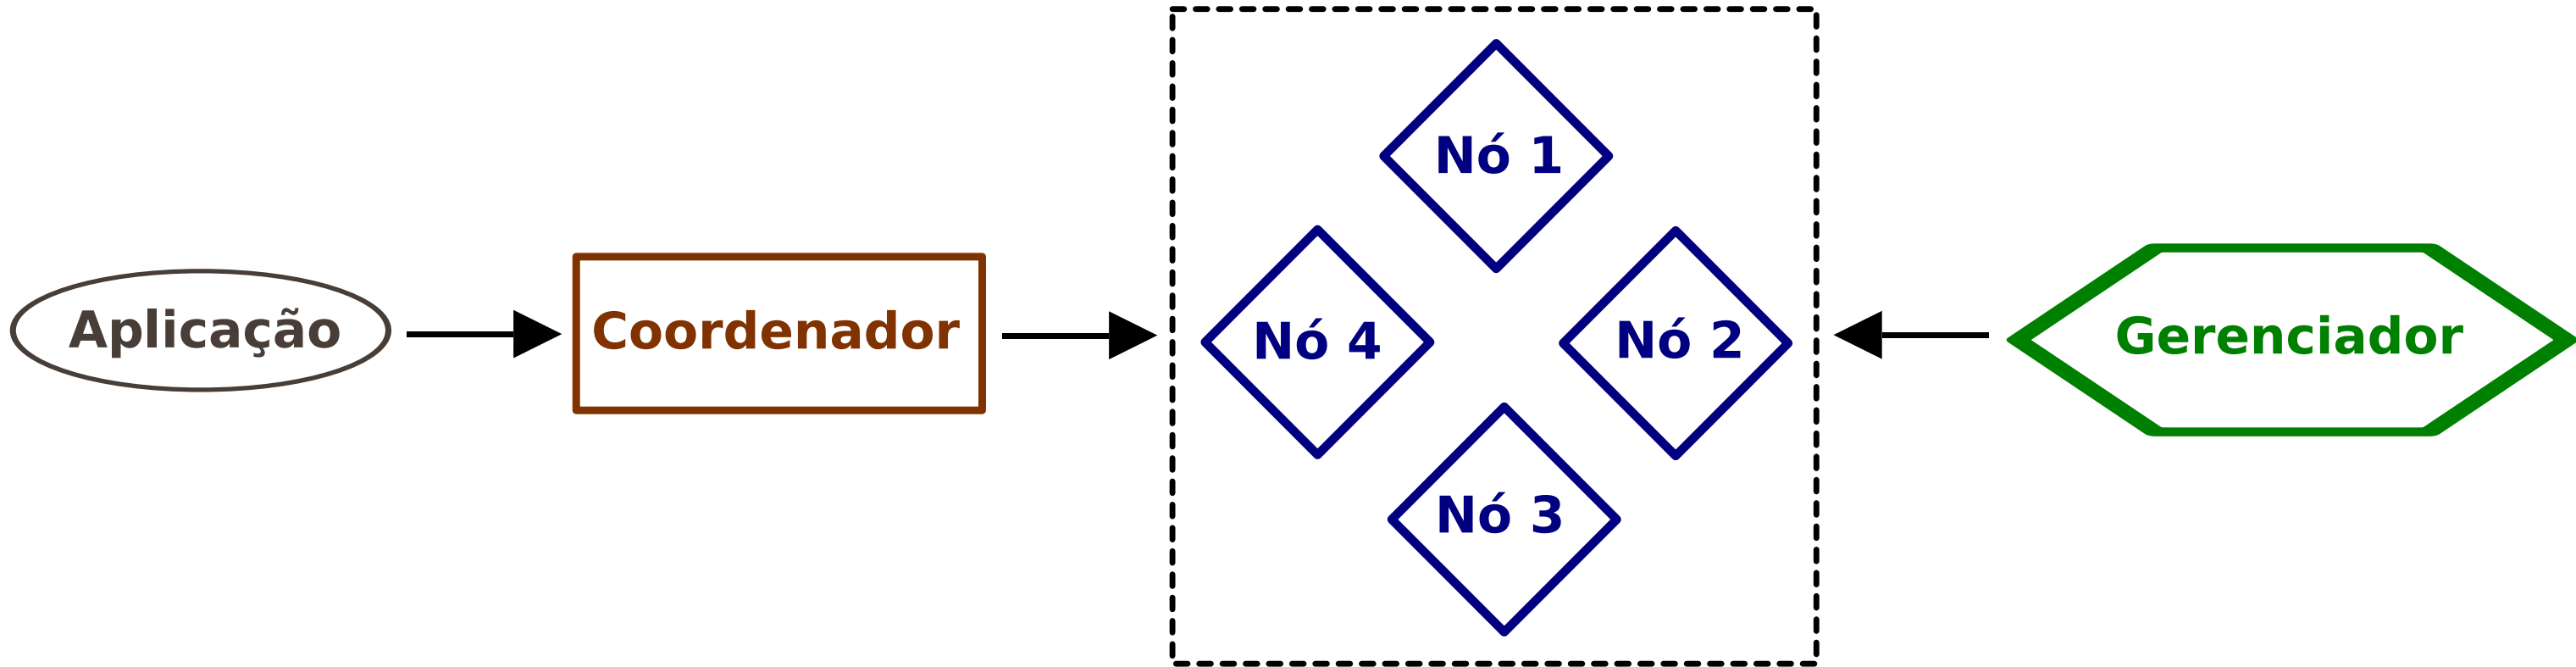 Aplicação
Coordenador
Nó 1
Nó 4
Nó 2
Nó 3
Gerenciador